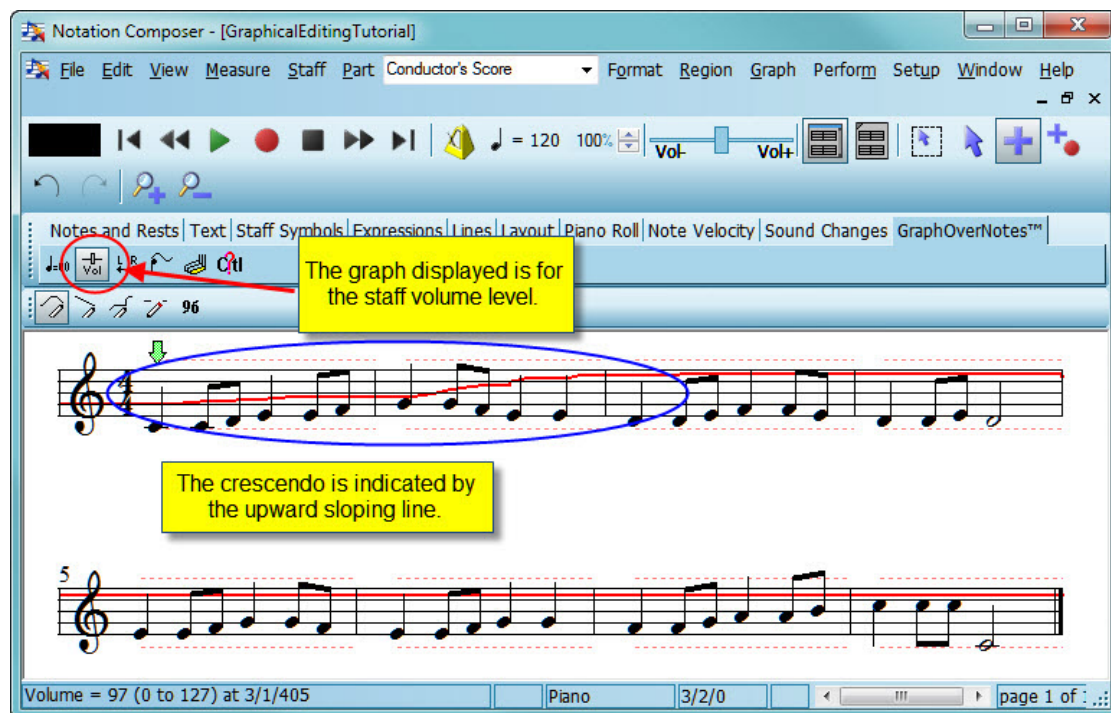 Notation Composer - [GraphicalEditingTutorial]
File Edit View Measure Staff Part Conductor's Score Format Region Graph Perform Setup Window Help
= 120 100% Vol- Vol+
Notes and Rests Text Staff Symbols Expressions Lines Layout Piano Roll Note Velocity Sound Changes GraphOverNotes™
Vol L R Ctl
The graph displayed is for
the staff volume level.
96
4
4
The crescendo is indicated by
the upward sloping line.
5
Volume = 97 (0 to 127) at 3/1/405 Piano 3/2/0 page 1 of